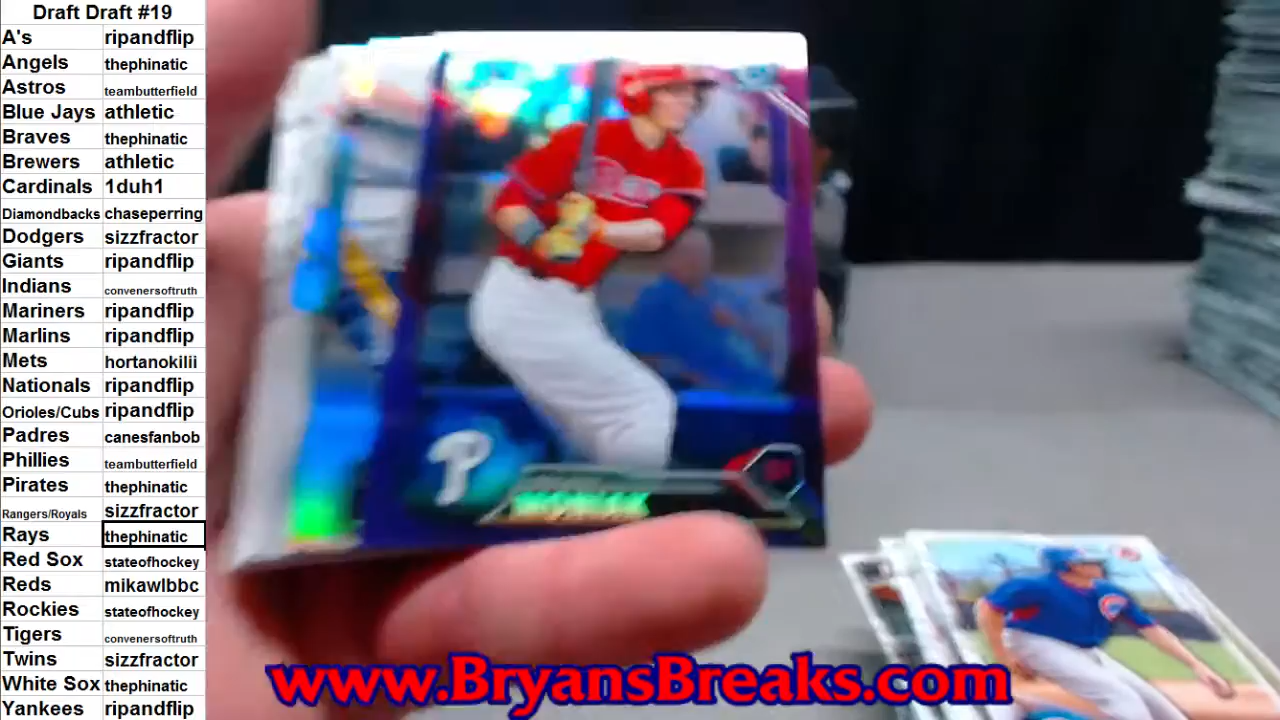 Draft Draft #19
A's ripandflip
Angels thephinatic
Astros teambutterfield
Blue Jays athletic
Braves thephinatic
Brewers athletic
Cardinals 1duh1
Diamondbacks chaseperring
Dodgers sizzfractor
Giants ripandflip
Indians convenersoftruth
Mariners ripandflip
Marlins ripandflip
Mets hortanokilii
Nationals ripandflip
Orioles/Cubs ripandflip
Padres canesfanbob
Phillies teambutterfield
Pirates thephinatic
Rangers/Royals sizzfractor
Rays thephinatic
Red Sox stateofhockey
Reds mikawlbbc
Rockies stateofhockey
Tigers convenersoftruth
Twins sizzfractor
White Sox thephinatic
Yankees ripandflip
P
www.BryansBreaks.com